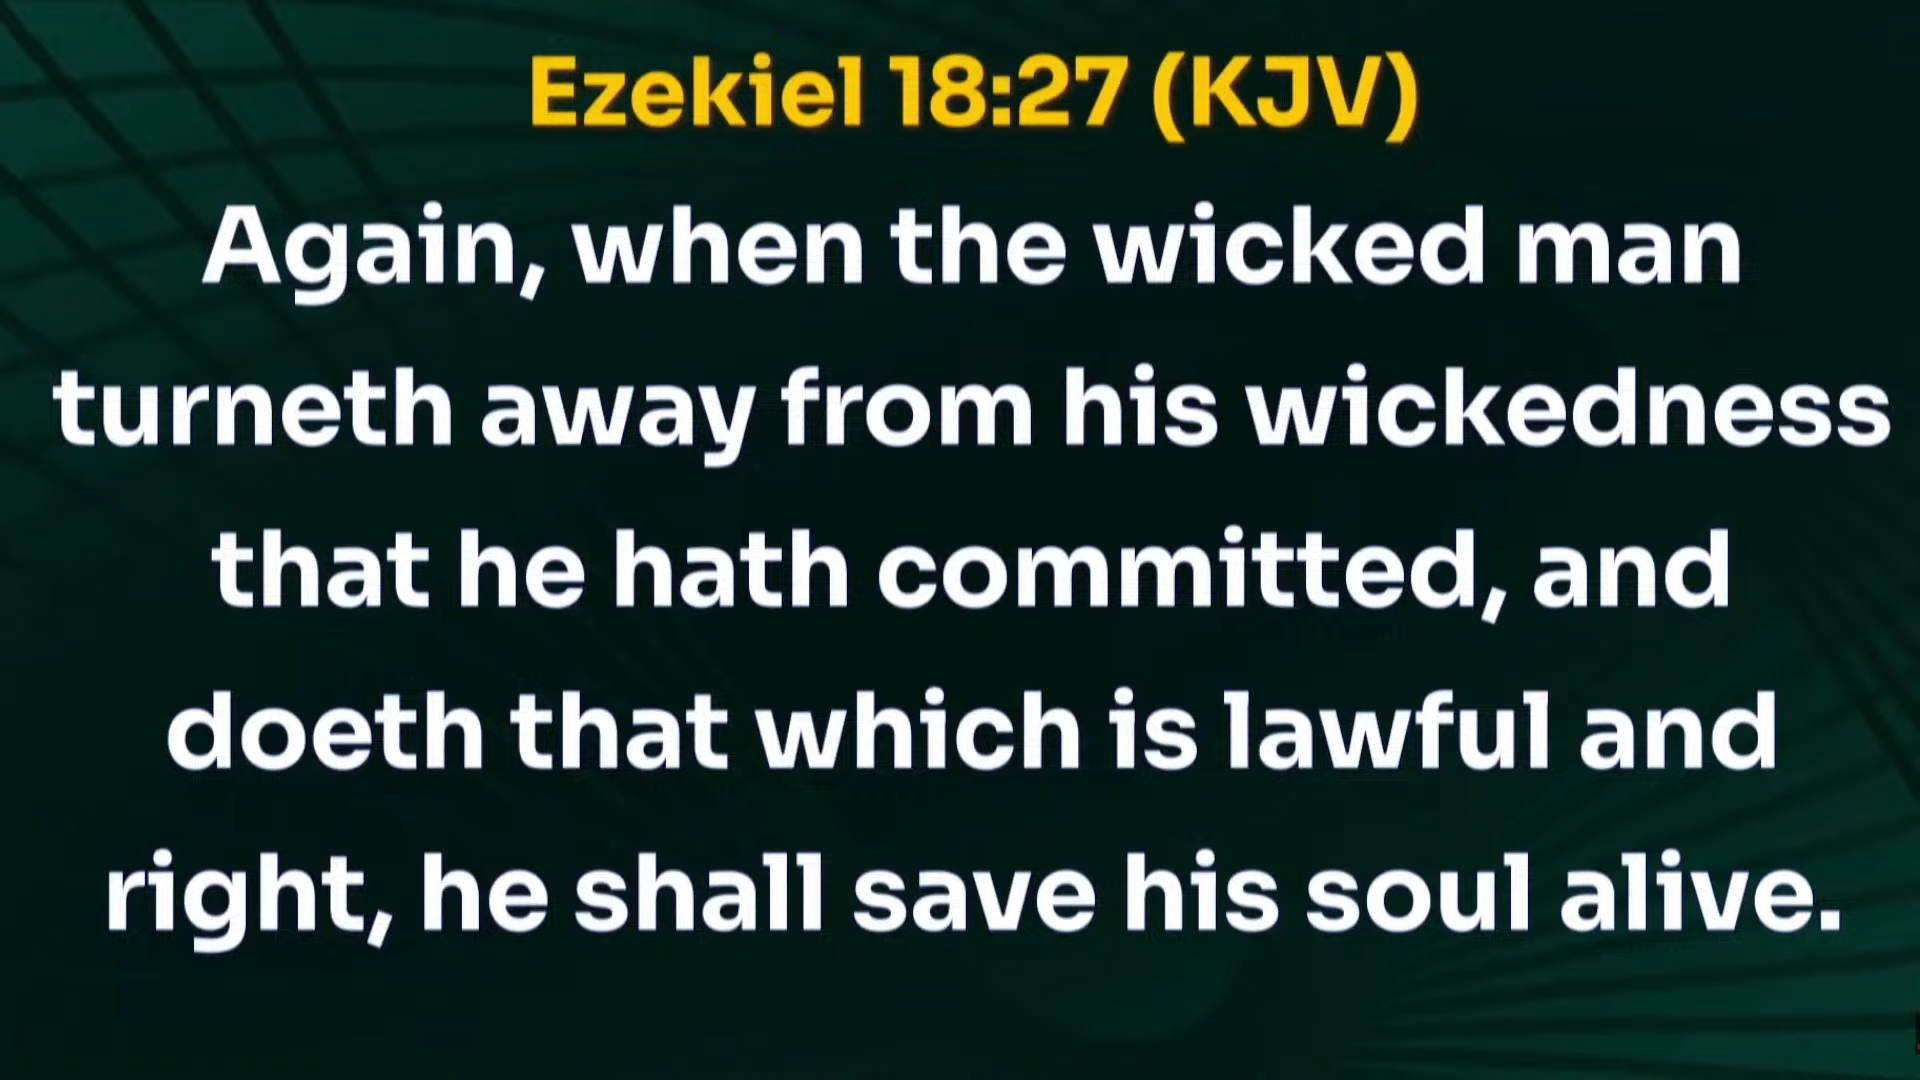 Ezekiel 18:27 (KJV)
Again, when the wicked man
turneth away from his wickedness
that he hath committed, and
doeth that which is lawful and
right, he shall save his soul alive.